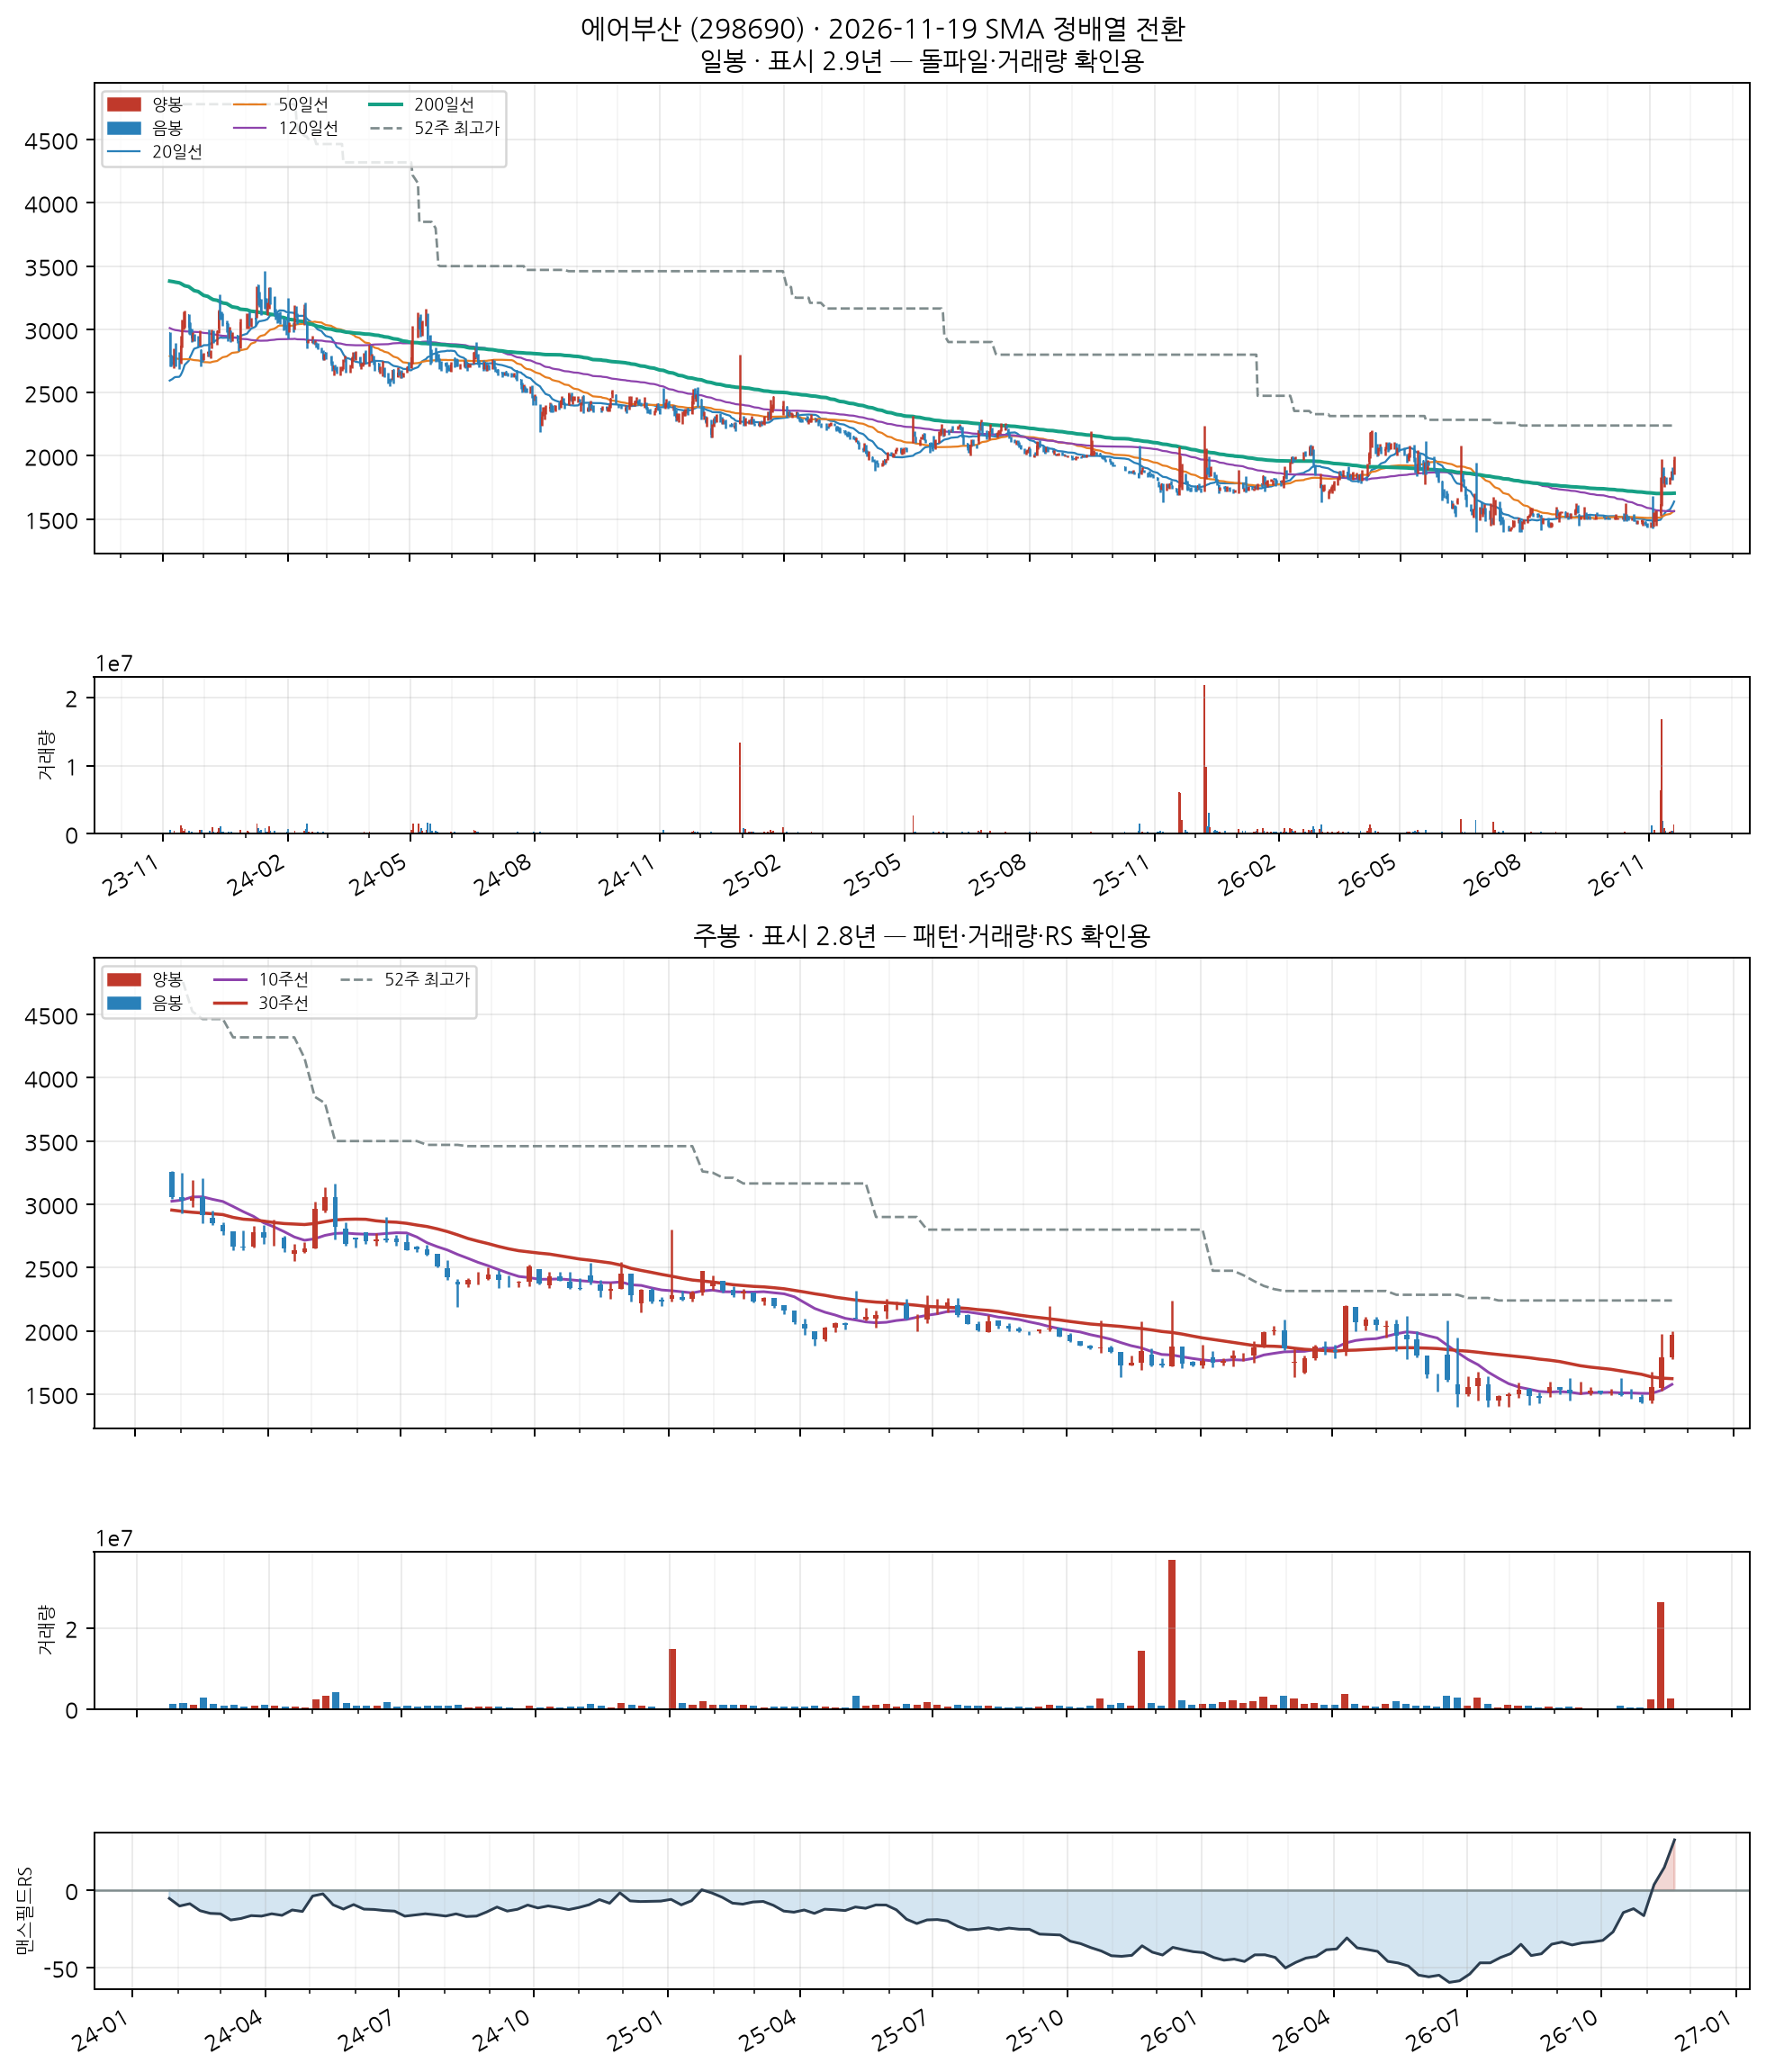 에어부산 (298690) · 2026-11-19 SMA 정배열 전환
일봉 · 표시 2.9년 — 돌파일·거래량 확인용
양봉 50일선 200일선
음봉 120일선 52주 최고가
20일선
4500
4000
3500
3000
2500
2000
1500
1e7
2
1
0
거래량
23-11 24-02 24-05 24-08 24-11 25-02 25-05 25-08 25-11 26-02 26-05 26-08 26-11
주봉 · 표시 2.8년 — 패턴·거래량·RS 확인용
양봉 10주선 52주 최고가
음봉 30주선
4500
4000
3500
3000
2500
2000
1500
1e7
2
0
거래량
0
-50
맨스필드RS
24-01 24-04 24-07 24-10 25-01 25-04 25-07 25-10 26-01 26-04 26-07 26-10 27-01